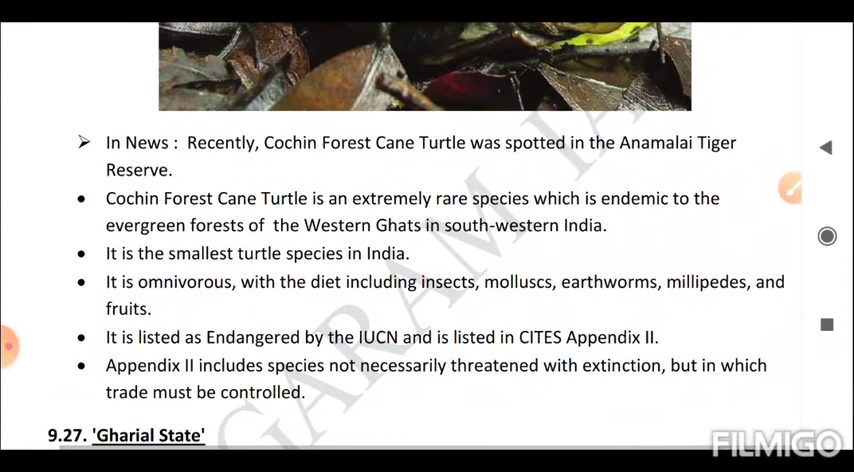 ➢ In News : Recently, Cochin Forest Cane Turtle was spotted in the Anamalai Tiger
Reserve.
• Cochin Forest Cane Turtle is an extremely rare species which is endemic to the
evergreen forests of the Western Ghats in south-western India.
• It is the smallest turtle species in India.
• It is omnivorous, with the diet including insects, molluscs, earthworms, millipedes, and
fruits.
• It is listed as Endangered by the IUCN and is listed in CITES Appendix II.
• Appendix II includes species not necessarily threatened with extinction, but in which
trade must be controlled.
9.27. 'Gharial State'
FILMIGO